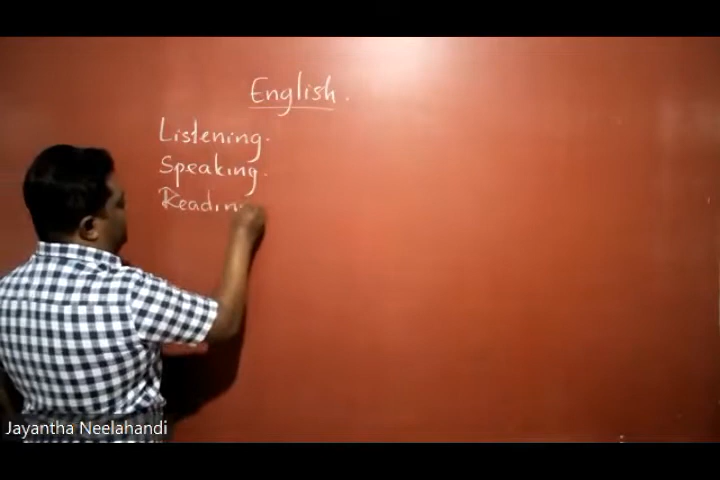 English.
Listening.
Speaking.
Readin
Jayantha Neelahandi